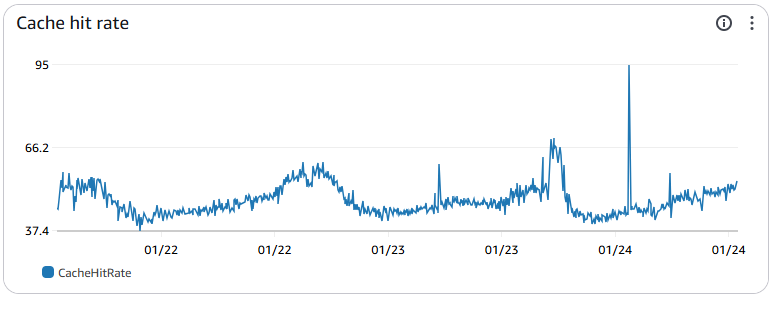 Cache hit rate
95
66.2
37.4
01/22 01/22 01/23 01/23 01/24 01/24
CacheHitRate